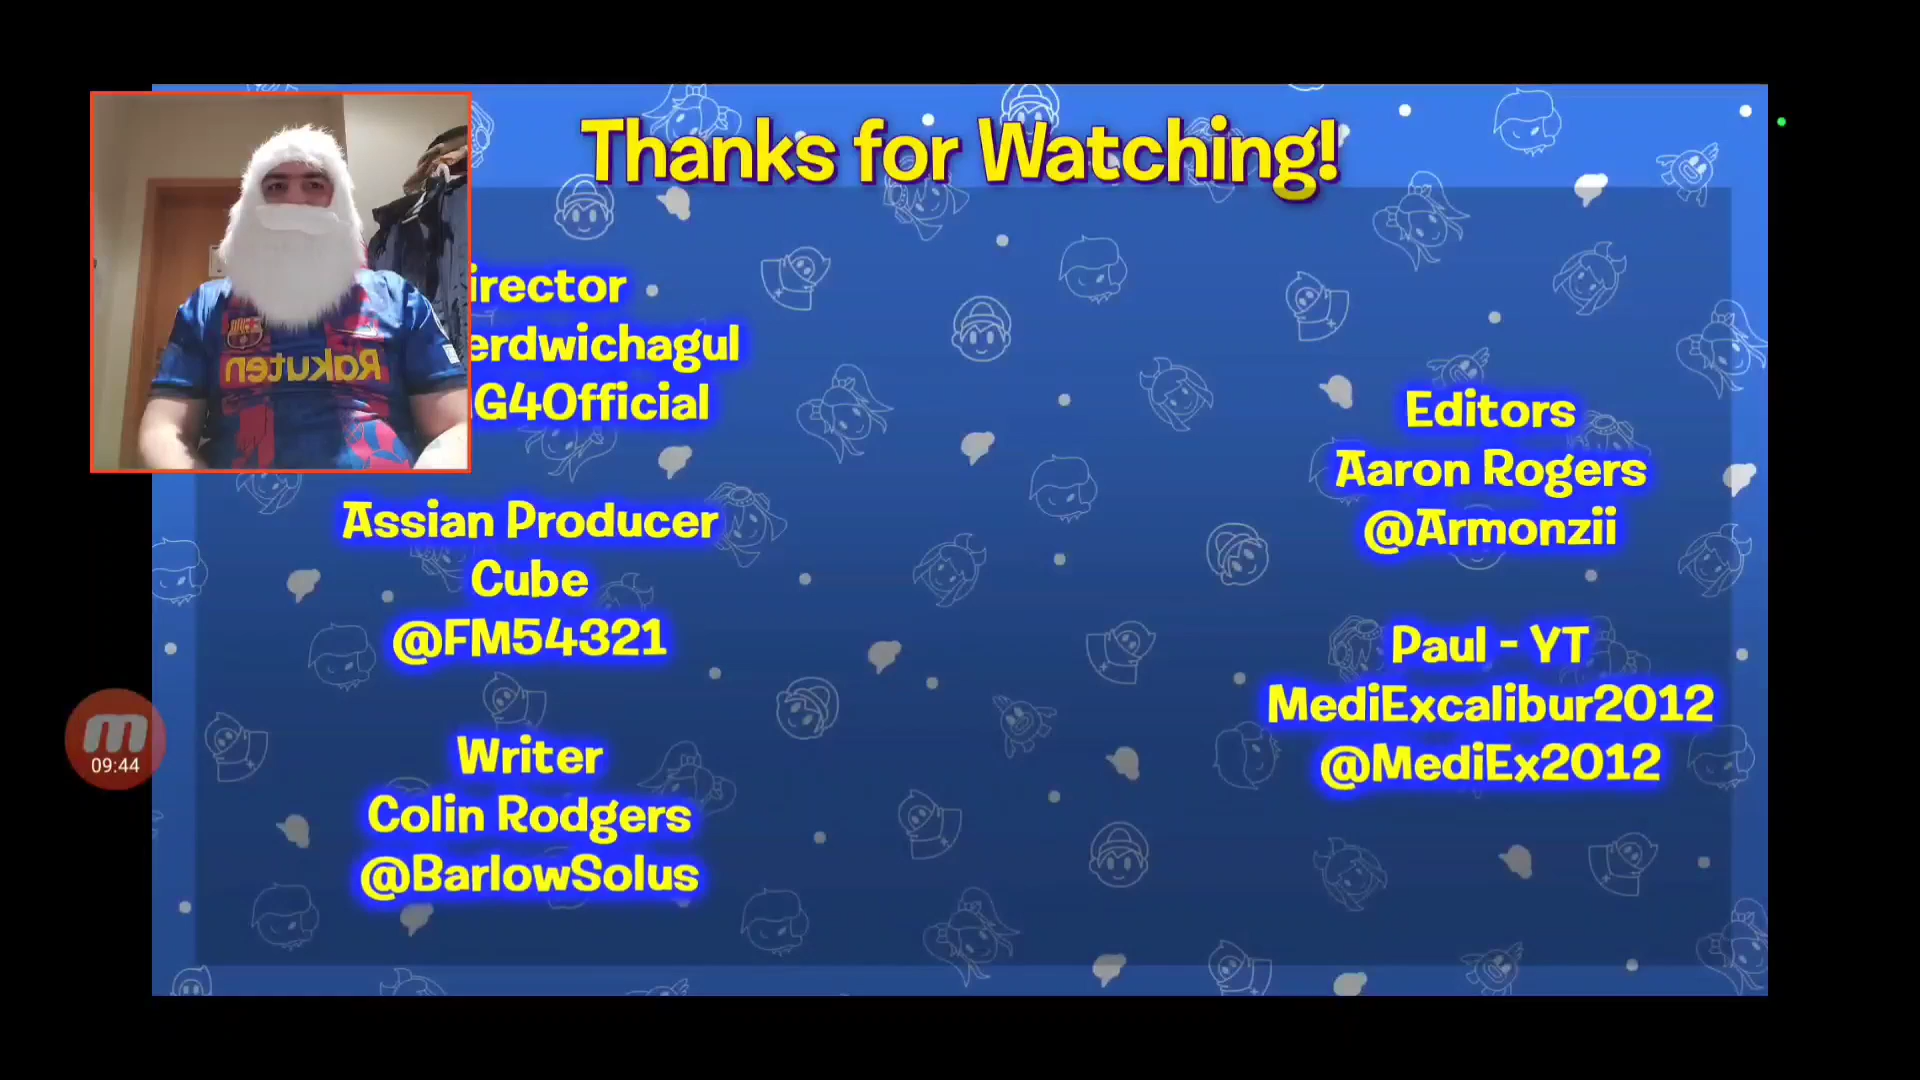 Thanks for Watching!
irector
erdwichagul
G4Official
Assian Producer
Cube
@FM54321
Writer
Colin Rodgers
@BarlowSolus
Editors
Aaron Rogers
@Armonzii
Paul - YT
MediExcalibur2012
@MediEx2012
Rakuten
09:44